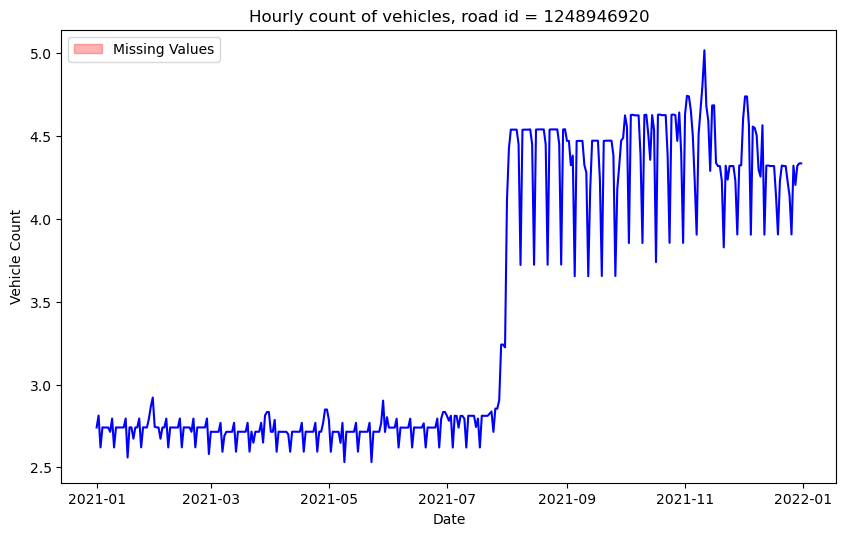 Hourly count of vehicles, road id = 1248946920
Missing Values
Vehicle Count
5.0
4.5
4.0
3.5
3.0
2.5
2021-01 2021-03 2021-05 2021-07 2021-09 2021-11 2022-01
Date